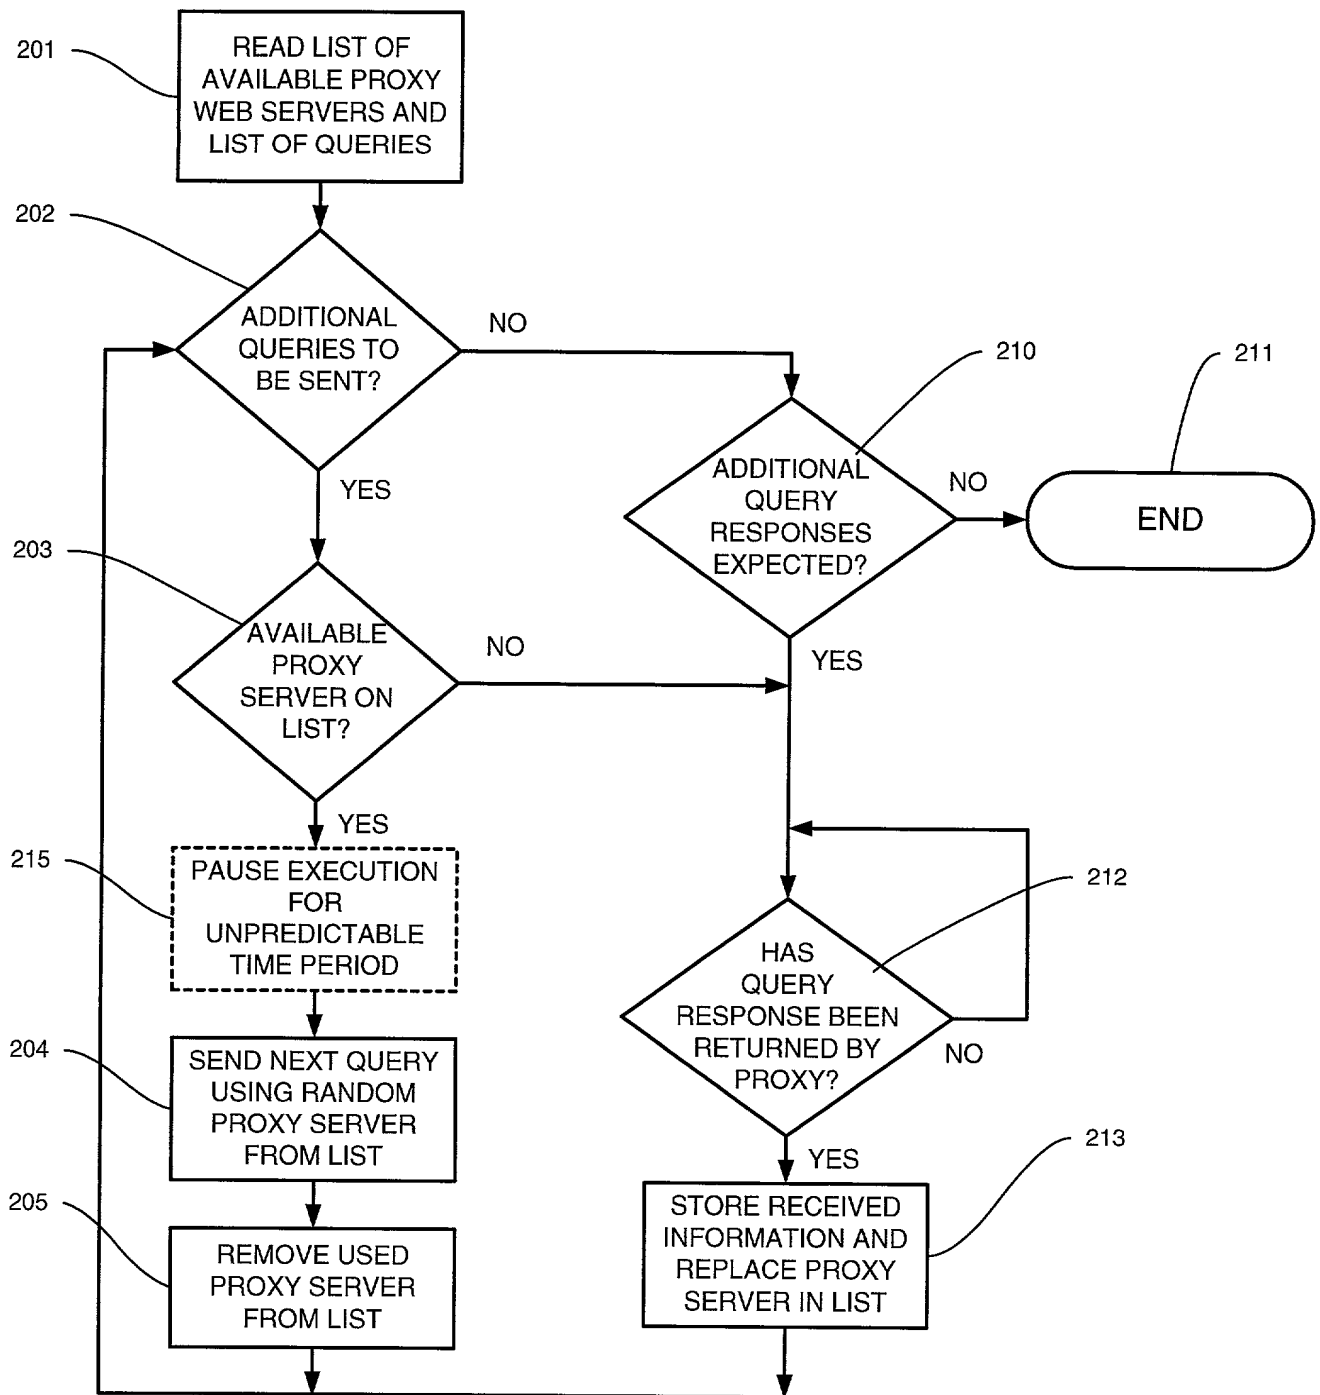 201
READ LIST OF
AVAILABLE PROXY
WEB SERVERS AND
LIST OF QUERIES
202
ADDITIONAL
QUERIES TO
BE SENT?
NO
YES
210
ADDITIONAL
QUERY
RESPONSES
EXPECTED?
NO
YES
211
END
203
AVAILABLE
PROXY
SERVER ON
LIST?
NO
YES
215
PAUSE EXECUTION
FOR
UNPREDICTABLE
TIME PERIOD
204
SEND NEXT QUERY
USING RANDOM
PROXY SERVER
FROM LIST
205
REMOVE USED
PROXY SERVER
FROM LIST
212
HAS
QUERY
RESPONSE BEEN
RETURNED BY
PROXY?
NO
YES
213
STORE RECEIVED
INFORMATION AND
REPLACE PROXY
SERVER IN LIST